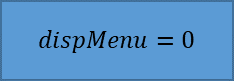 dispMenu = 0